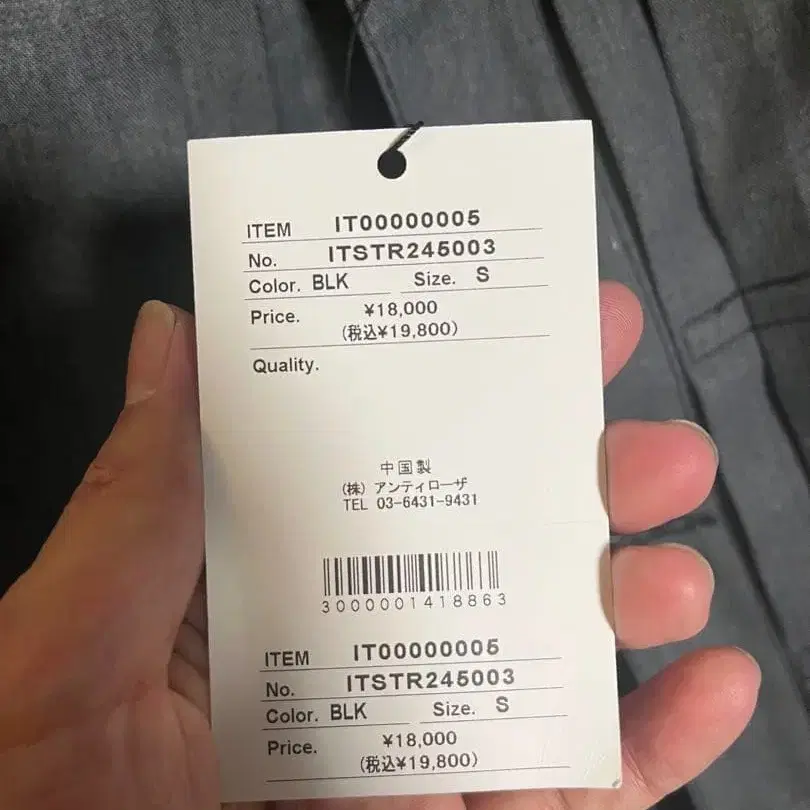 ITEM IT00000005
No. ITSTR245003
Color. BLK Size. S
Price. ¥18,000
(税込¥19,800)
Quality.
中国製
(株) アンティローザ
TEL 03-6431-9431
3000001418863
ITEM IT00000005
No. ITSTR245003
Color. BLK Size. S
Price. ¥18,000
(税込¥19,800)